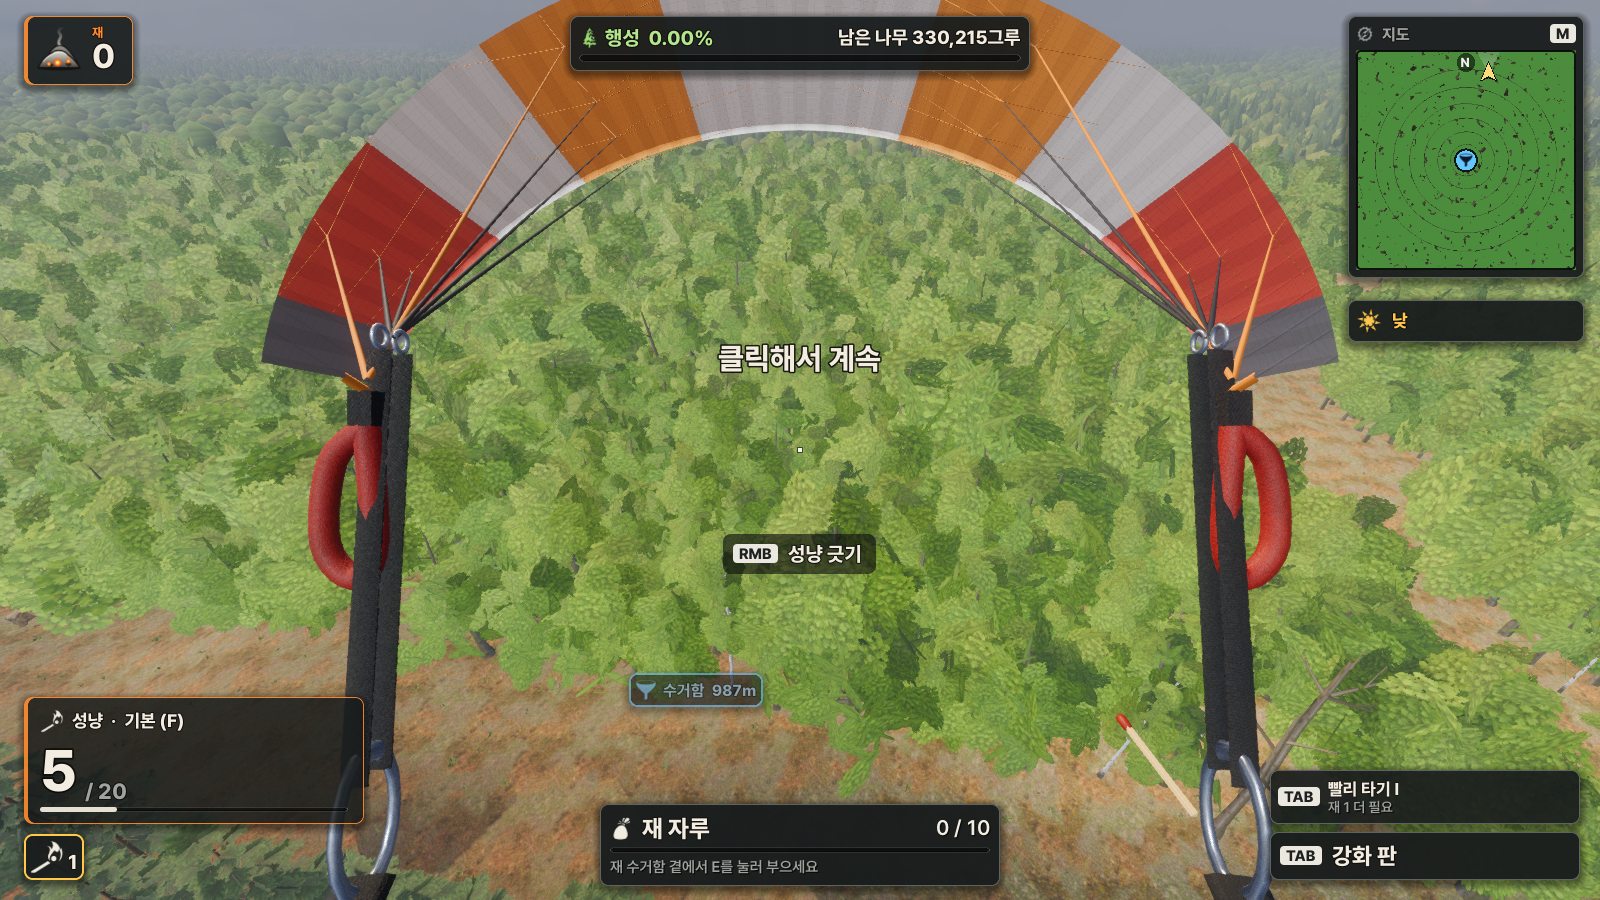 재
0
행성 0.00%
남은 나무 330,215그루
지도
M
N
낮
클릭해서 계속
RMB 성냥 긋기
수거함 987m
성냥 · 기본 (F)
5 / 20
1
재 자루
0 / 10
재 수거함 곁에서 E를 눌러 부으세요
TAB 빨리 타기 I
재 1 더 필요
TAB 강화 판